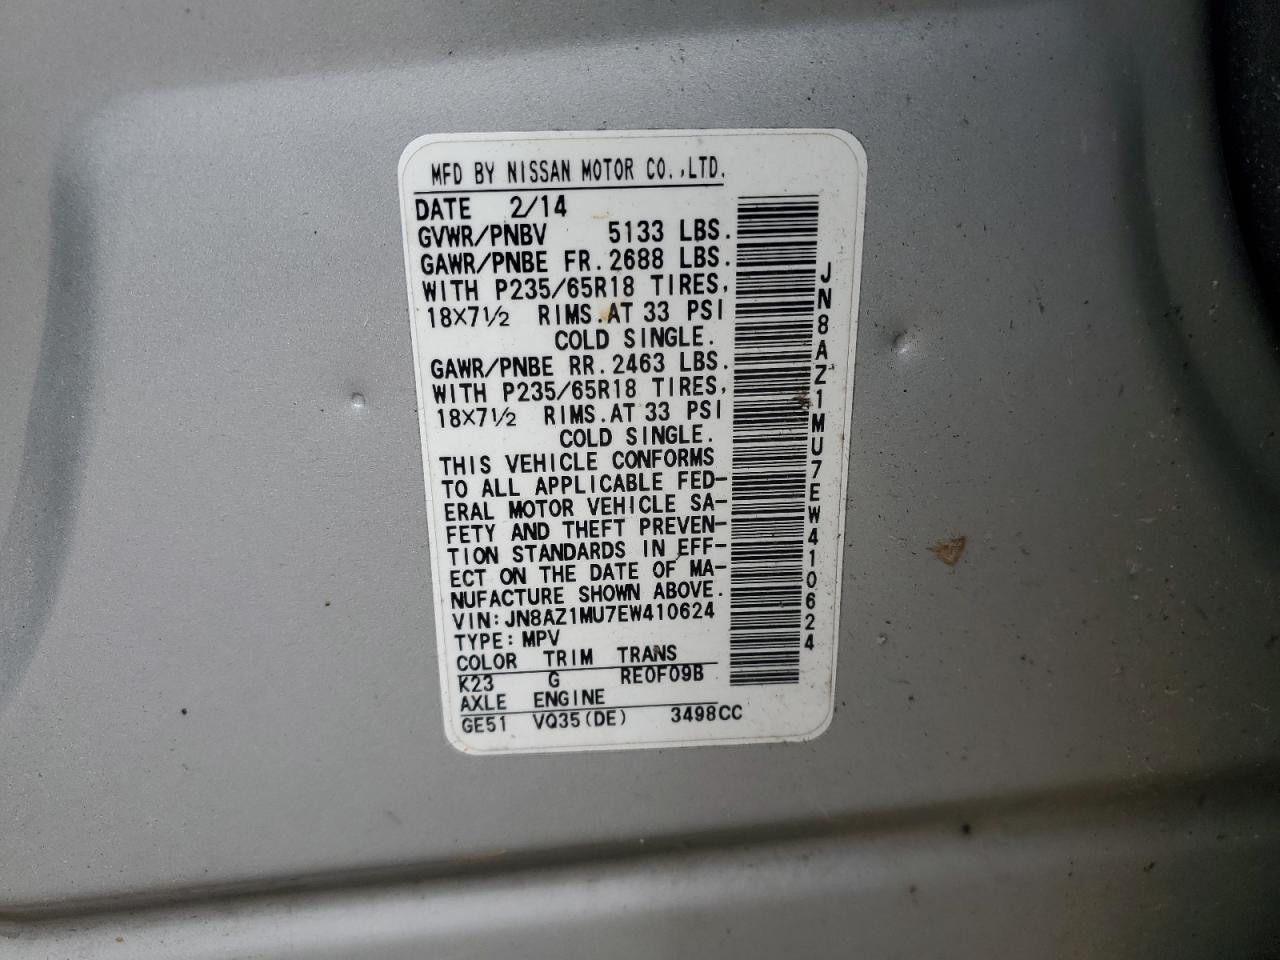 MFD BY NISSAN MOTOR CO.,LTD.
DATE 2/14
GVWR/PNBV 5133 LBS.
GAWR/PNBE FR. 2688 LBS.
WITH P235/65R18 TIRES,
18X7½ RIMS.AT 33 PSI
COLD SINGLE.
GAWR/PNBE RR. 2463 LBS.
WITH P235/65R18 TIRES,
18X7½ RIMS.AT 33 PSI
COLD SINGLE.
THIS VEHICLE CONFORMS
TO ALL APPLICABLE FED-
ERAL MOTOR VEHICLE SA-
FETY AND THEFT PREVEN-
TION STANDARDS IN EFF-
ECT ON THE DATE OF MA-
NUFACTURE SHOWN ABOVE.
VIN: JN8AZ1MU7EW410624
TYPE: MPV
COLOR TRIM TRANS
K23 G RE0F09B
AXLE ENGINE
GE51 VQ35(DE) 3498CC
JN8AZ1MU7EW410624